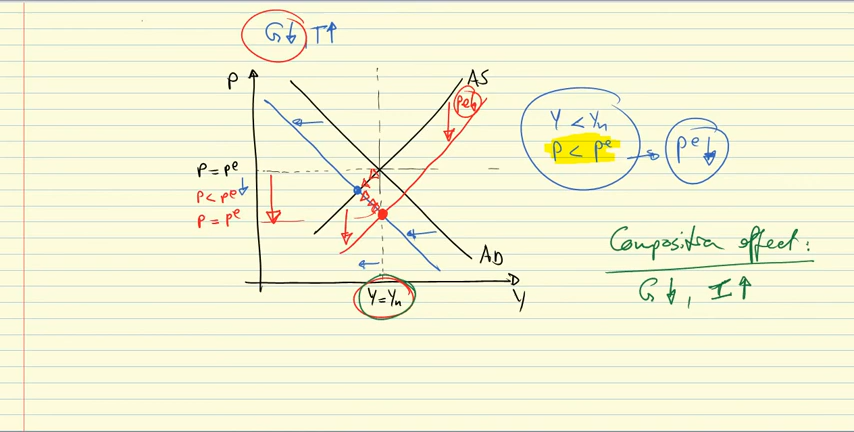 G↓ T↑
P
AS
Pe↓
Y < Yn
P < Pe → Pe↓
P = Pe
P < Pe↓
P = Pe
Composition effect:
G↓, I↑
AD
Y = Yn
Y